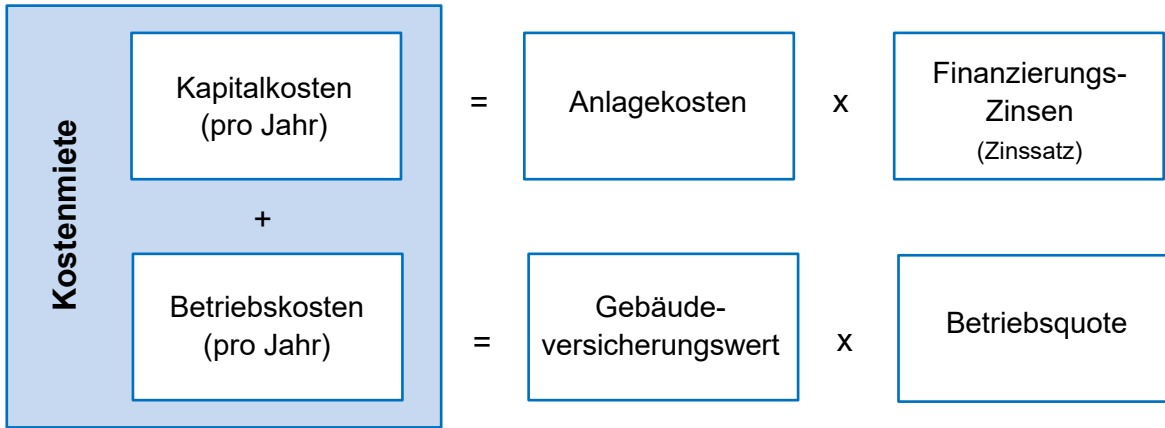 Kostenmiete
Kapitalkosten
(pro Jahr)
=
Anlagekosten
x
Finanzierungs-
Zinsen
(Zinssatz)
+
Betriebskosten
(pro Jahr)
=
Gebäude-
versicherungswert
x
Betriebsquote